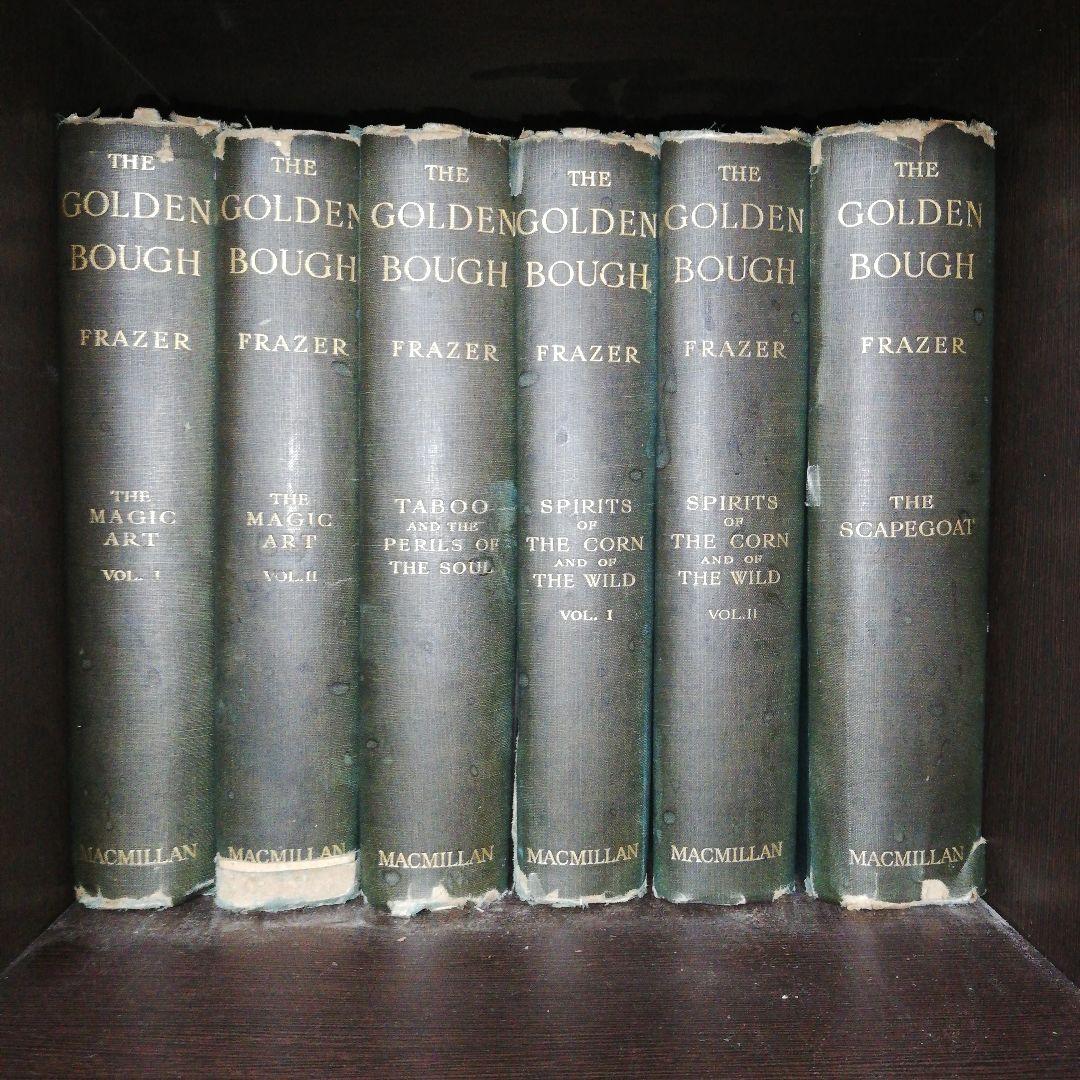 THE
GOLDEN
BOUGH
FRAZER
THE
MAGIC
ART
VOL. I
MACMILLAN
THE
GOLDEN
BOUGH
FRAZER
THE
MAGIC
ART
VOL.II
MACMILLAN
THE
GOLDEN
BOUGH
FRAZER
TABOO
AND THE
PERILS OF
THE SOUL
MACMILLAN
THE
GOLDEN
BOUGH
FRAZER
SPIRITS
OF
THE CORN
AND OF
THE WILD
VOL. I
MACMILLAN
THE
GOLDEN
BOUGH
FRAZER
SPIRITS
OF
THE CORN
AND OF
THE WILD
VOL.II
MACMILLAN
THE
GOLDEN
BOUGH
FRAZER
THE
SCAPEGOAT
MACMILLAN